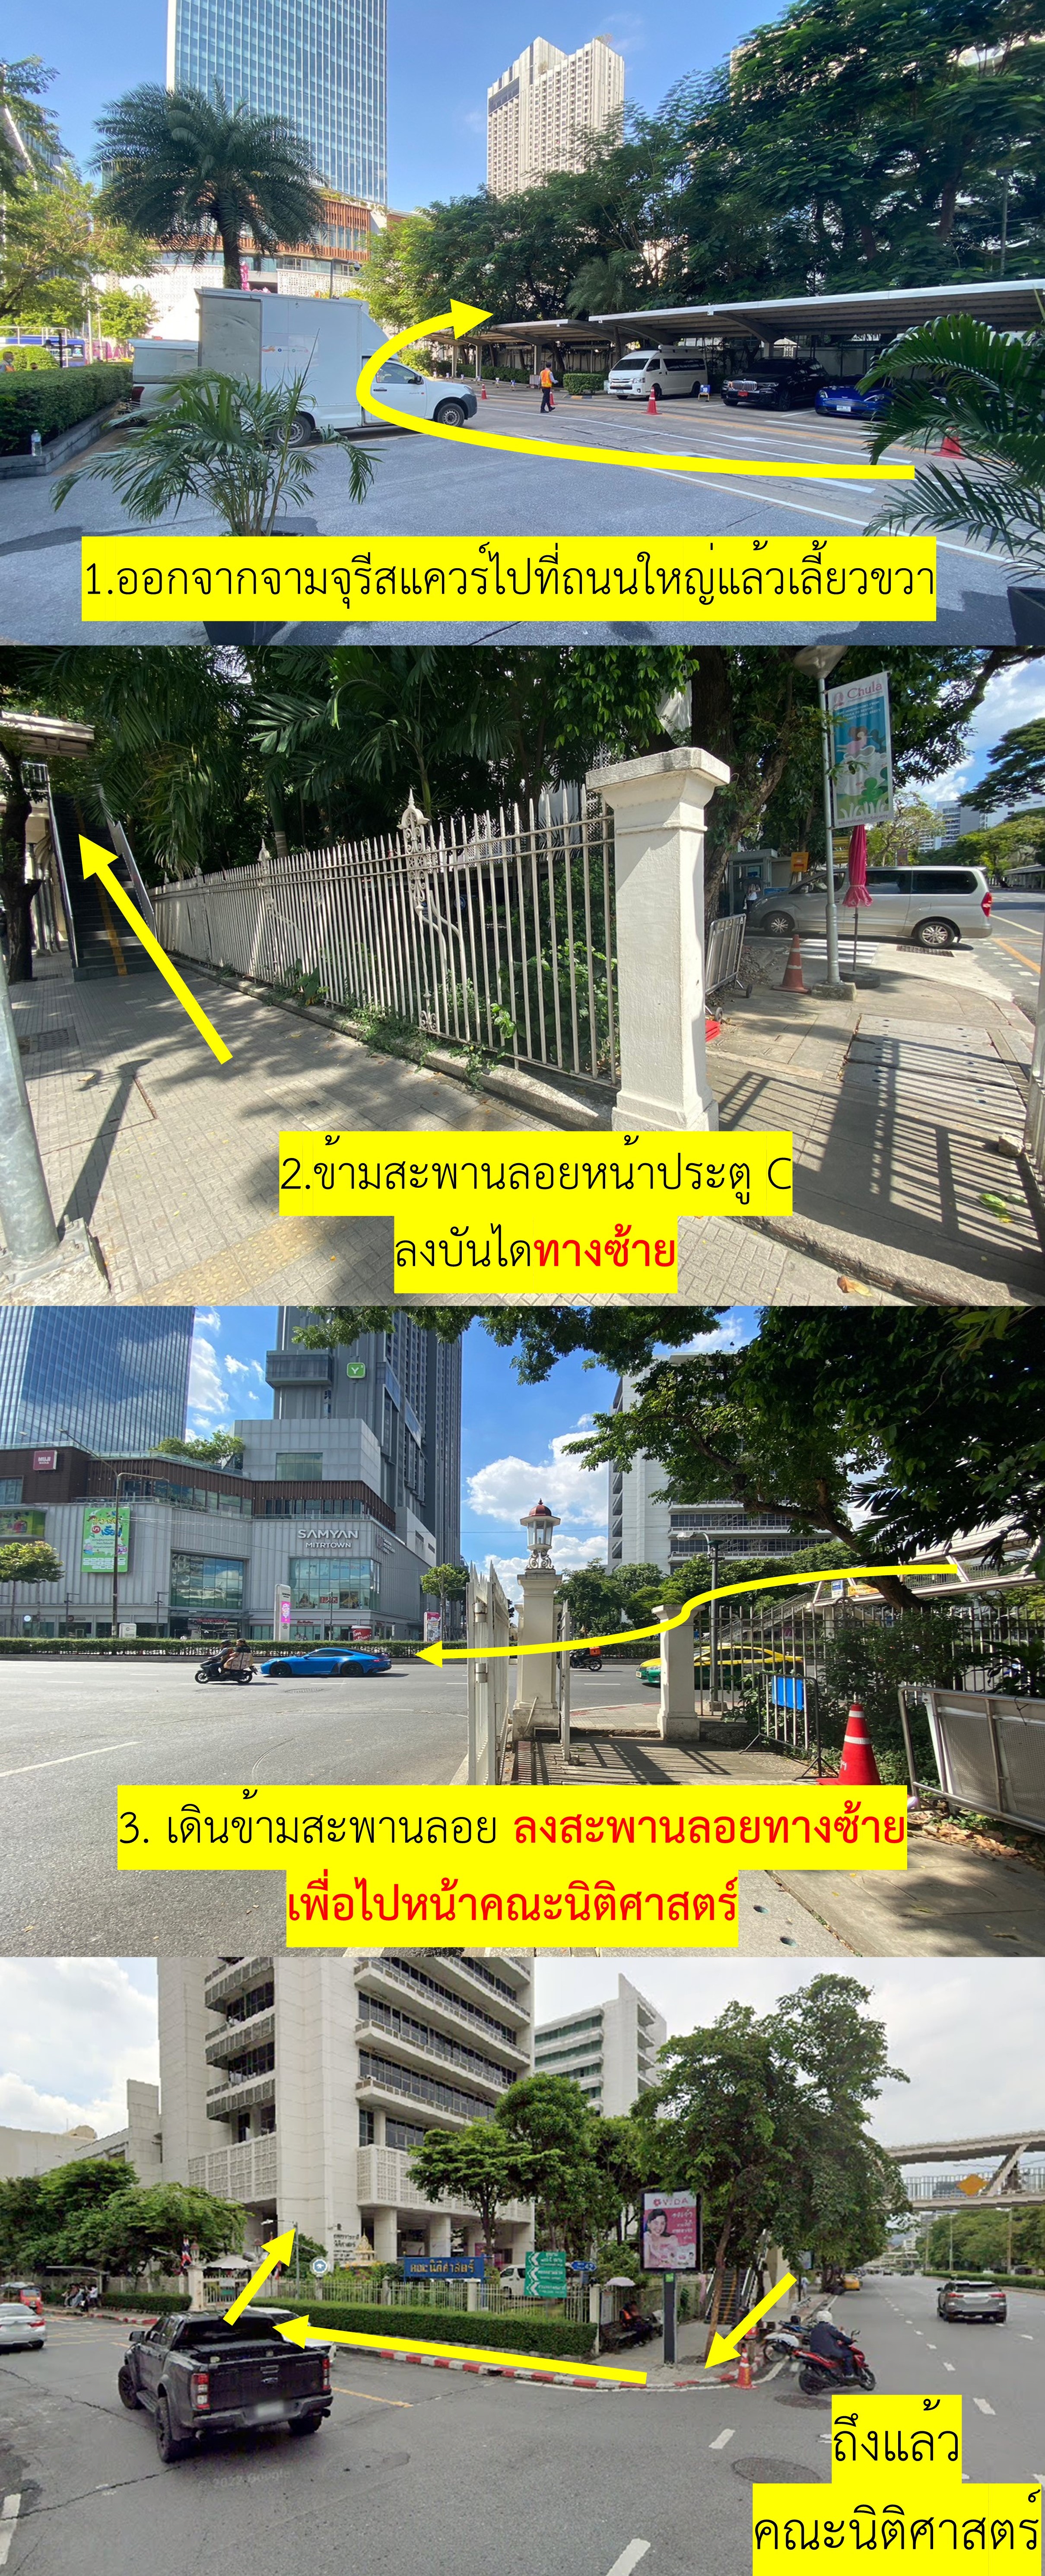 1.ออกจากจามจุรีสแควร์ไปที่ถนนใหญ่แล้วเลี้ยวขวา
Chula
2.ข้ามสะพานลอยหน้าประตู C
ลงบันไดทางซ้าย
MUJI
SAMYAN
MITRTOWN
3. เดินข้ามสะพานลอย ลงสะพานลอยทางซ้าย
เพื่อไปหน้าคณะนิติศาสตร์
VIDA
คณะนิติศาสตร์
ถึงแล้ว
คณะนิติศาสตร์